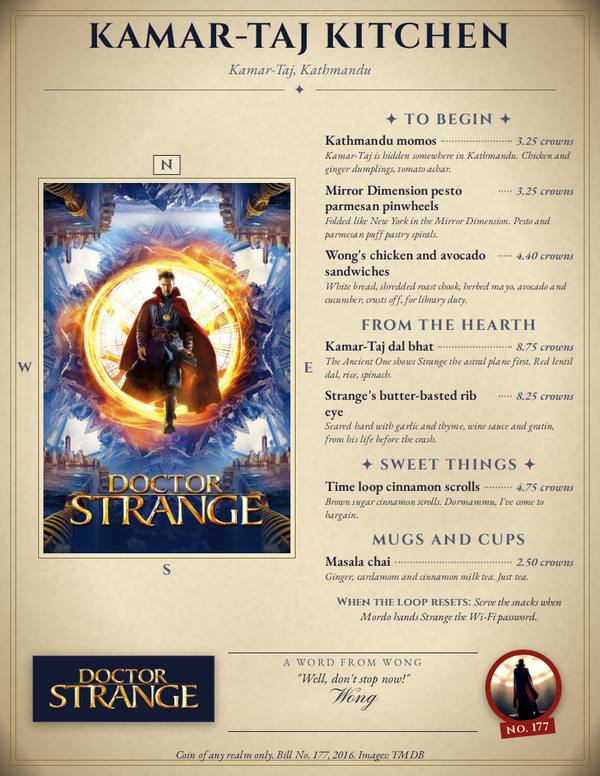 KAMAR-TAJ KITCHEN
Kamar-Taj, Kathmandu
N
W
E
S
DOCTOR
STRANGE
TO BEGIN
Kathmandu momos 3.25 crowns
Kamar-Taj is hidden somewhere in Kathmandu. Chicken and
ginger dumplings, tomato achar.
Mirror Dimension pesto 3.25 crowns
parmesan pinwheels
Folded like New York in the Mirror Dimension. Pesto and
parmesan puff pastry spirals.
Wong's chicken and avocado 4.40 crowns
sandwiches
White bread, shredded roast chook, herbed mayo, avocado and
cucumber, crusts off, for library duty.
FROM THE HEARTH
Kamar-Taj dal bhat 8.75 crowns
The Ancient One shows Strange the astral plane first. Red lentil
dal, rice, spinach.
Strange's butter-basted rib 8.25 crowns
eye
Seared hard with garlic and thyme, wine sauce and gratin,
from his life before the crash.
SWEET THINGS
Time loop cinnamon scrolls 4.75 crowns
Brown sugar cinnamon scrolls. Dormammu, I've come to
bargain.
MUGS AND CUPS
Masala chai 2.50 crowns
Ginger, cardamom and cinnamon milk tea. Just tea.
WHEN THE LOOP RESETS: Serve the snacks when
Mordo hands Strange the Wi-Fi password.
DOCTOR
STRANGE
A WORD FROM WONG
"Well, don't stop now!"
Wong
NO. 177
Coin of any realm only. Bill No. 177, 2016. Images: TMDB